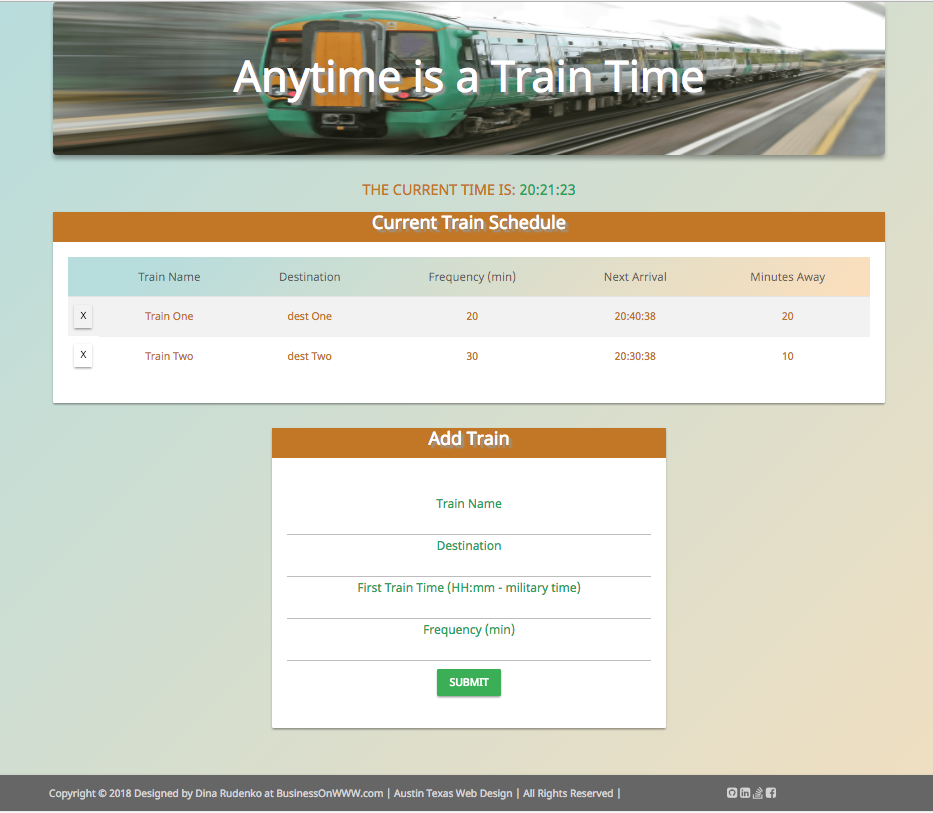 Anytime is a Train Time
THE CURRENT TIME IS: 20:21:23
Current Train Schedule
Train Name Destination Frequency (min) Next Arrival Minutes Away
X Train One dest One 20 20:40:38 20
X Train Two dest Two 30 20:30:38 10
Add Train
Train Name
Destination
First Train Time (HH:mm - military time)
Frequency (min)
SUBMIT
Copyright © 2018 Designed by Dina Rudenko at BusinessOnWWW.com | Austin Texas Web Design | All Rights Reserved |